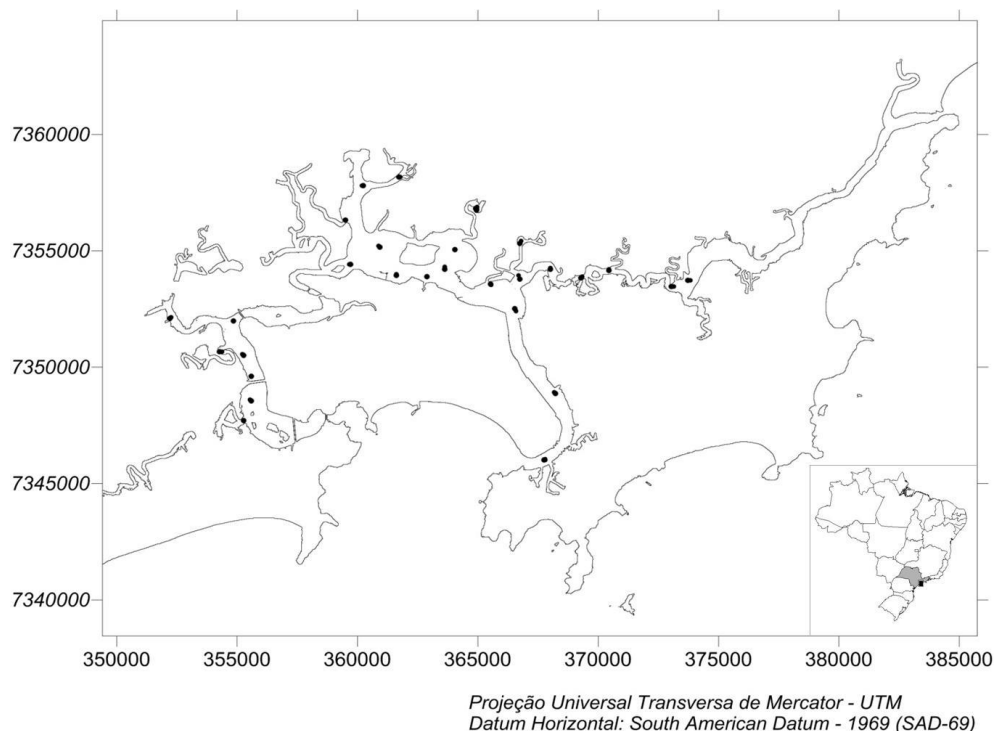 7360000
7355000
7350000
7345000
7340000
350000 355000 360000 365000 370000 375000 380000 385000
Projeção Universal Transversa de Mercator - UTM
Datum Horizontal: South American Datum - 1969 (SAD-69)